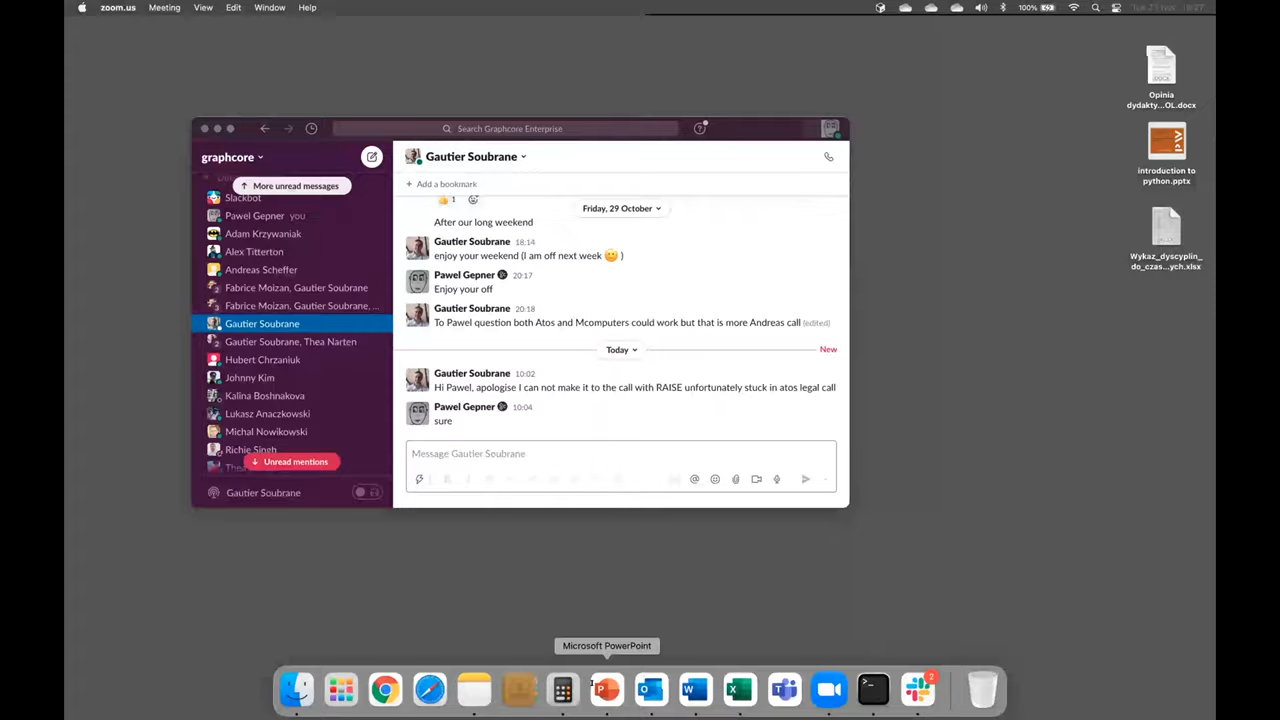 zoom.us Meeting View Edit Window Help
100%
Search Graphcore Enterprise
graphcore
More unread messages
Slackbot
Pawel Gepner you
Adam Krzywaniak
Alex Titterton
Andreas Scheffer
Fabrice Moizan, Gautier Soubrane
Fabrice Moizan, Gautier Soubrane, ...
Gautier Soubrane
Gautier Soubrane, Thea Narten
Hubert Chrzaniuk
Johnny Kim
Kalina Boshnakova
Lukasz Anaczkowski
Michal Nowikowski
Richie Singh
Unread mentions
Gautier Soubrane
Gautier Soubrane
+ Add a bookmark
1
Friday, 29 October
After our long weekend
Gautier Soubrane 18.14
enjoy your weekend (I am off next week 🙂 )
Pawel Gepner 20:17
Enjoy your off
Gautier Soubrane 20:18
To Pawel question both Atos and Mcomputers could work but that is more Andreas call (edited)
Today
New
Gautier Soubrane 10:02
Hi Pawel, apologise I can not make it to the call with RAISE unfortunately stuck in atos legal call
Pawel Gepner 10:04
sure
Message Gautier Soubrane
Opinia
dydakty...OL.docx
introduction to
python.pptx
Wykaz_dyscyplin_
do_czas...ych.xlsx
Microsoft PowerPoint
2